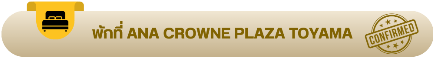 พักที่ ANA CROWNE PLAZA TOYAMA
CONFIRMED